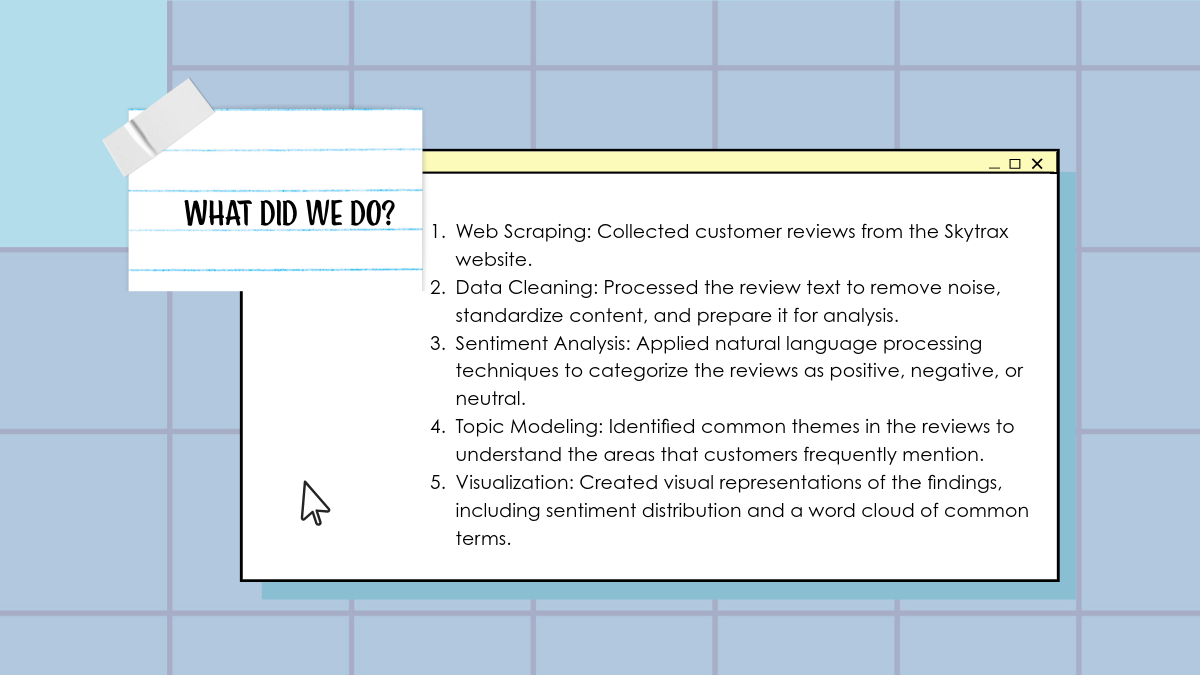 WHAT DID WE DO?
1. Web Scraping: Collected customer reviews from the Skytrax
website.
2. Data Cleaning: Processed the review text to remove noise,
standardize content, and prepare it for analysis.
3. Sentiment Analysis: Applied natural language processing
techniques to categorize the reviews as positive, negative, or
neutral.
4. Topic Modeling: Identified common themes in the reviews to
understand the areas that customers frequently mention.
5. Visualization: Created visual representations of the findings,
including sentiment distribution and a word cloud of common
terms.